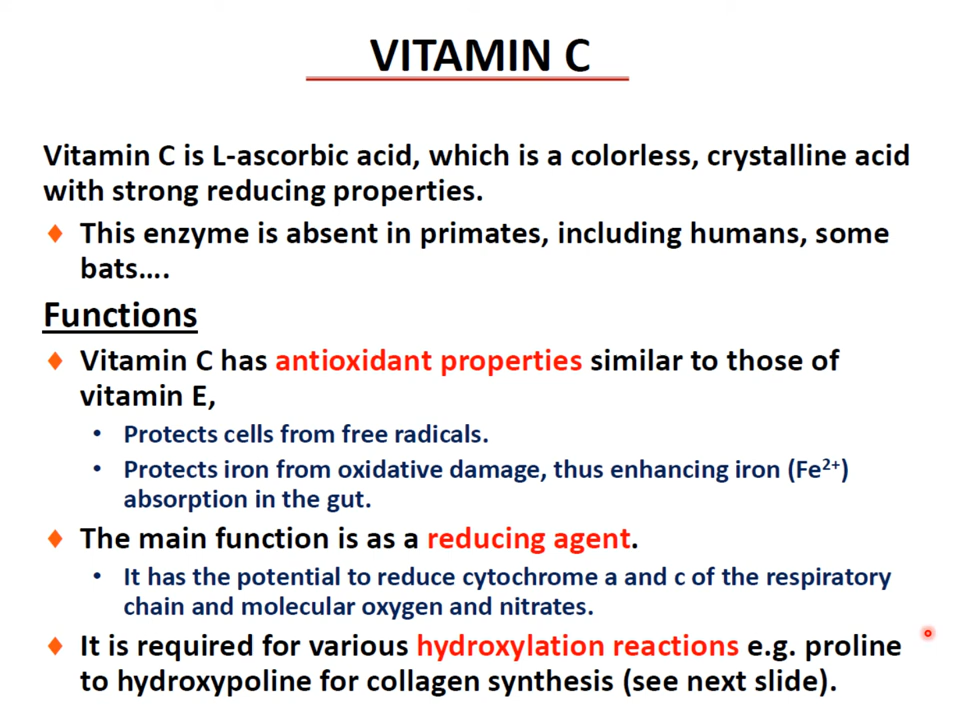 VITAMIN C
Vitamin C is L-ascorbic acid, which is a colorless, crystalline acid
with strong reducing properties.
♦ This enzyme is absent in primates, including humans, some
bats….
Functions
♦ Vitamin C has antioxidant properties similar to those of
vitamin E,
• Protects cells from free radicals.
• Protects iron from oxidative damage, thus enhancing iron (Fe²⁺)
absorption in the gut.
♦ The main function is as a reducing agent.
• It has the potential to reduce cytochrome a and c of the respiratory
chain and molecular oxygen and nitrates.
♦ It is required for various hydroxylation reactions e.g. proline
to hydroxypoline for collagen synthesis (see next slide).